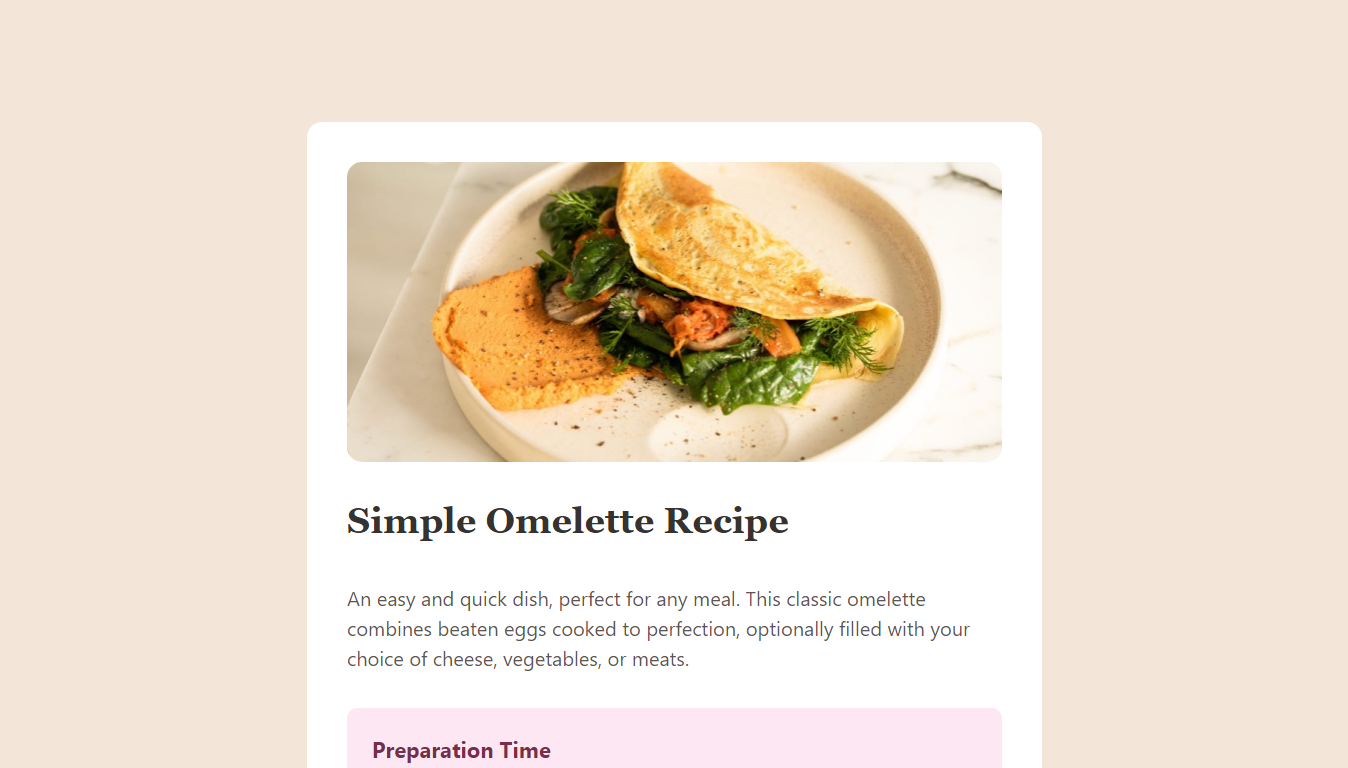 Simple Omelette Recipe
An easy and quick dish, perfect for any meal. This classic omelette
combines beaten eggs cooked to perfection, optionally filled with your
choice of cheese, vegetables, or meats.
Preparation Time